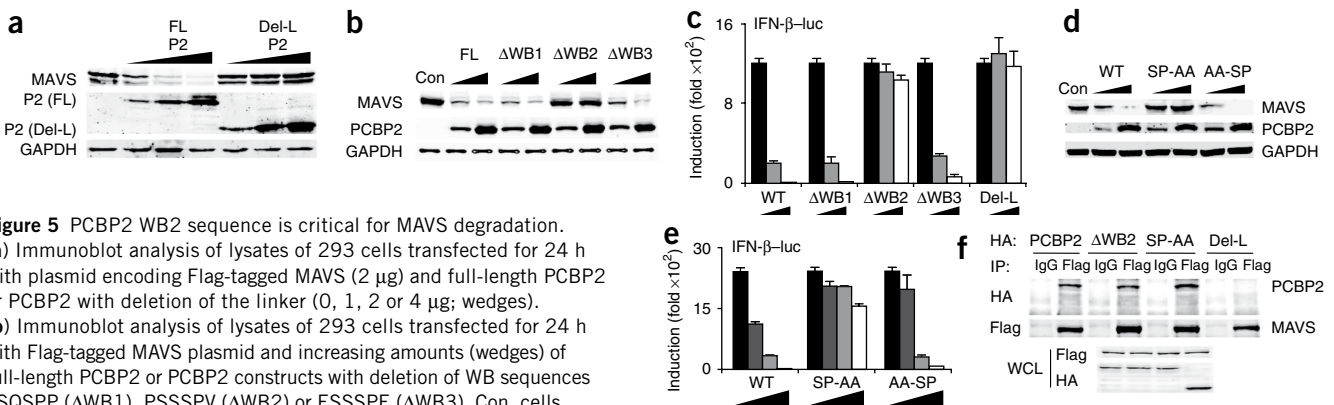 a
FL
P2
Del-L
P2
MAVS
P2 (FL)
P2 (Del-L)
GAPDH
b
FL ΔWB1 ΔWB2 ΔWB3
Con
MAVS
PCBP2
GAPDH
c
IFN-β–luc
Induction (fold ×10²)
16
8
0
WT ΔWB1 ΔWB2 ΔWB3 Del-L
d
WT SP-AA AA-SP
Con
MAVS
PCBP2
GAPDH
igure 5 PCBP2 WB2 sequence is critical for MAVS degradation.
) Immunoblot analysis of lysates of 293 cells transfected for 24 h
ith plasmid encoding Flag-tagged MAVS (2 μg) and full-length PCBP2
r PCBP2 with deletion of the linker (0, 1, 2 or 4 μg; wedges).
) Immunoblot analysis of lysates of 293 cells transfected for 24 h
ith Flag-tagged MAVS plasmid and increasing amounts (wedges) of
ull-length PCBP2 or PCBP2 constructs with deletion of WB sequences
(ΔWB1), PSSSPV (ΔWB2) or (ΔWB3). Con, cells
e
IFN-β–luc
Induction (fold ×10²)
30
15
0
WT SP-AA AA-SP
f
HA: PCBP2 ΔWB2 SP-AA Del-L
IP: IgG Flag IgG Flag IgG Flag IgG Flag
HA PCBP2
Flag MAVS
WCL Flag
HA